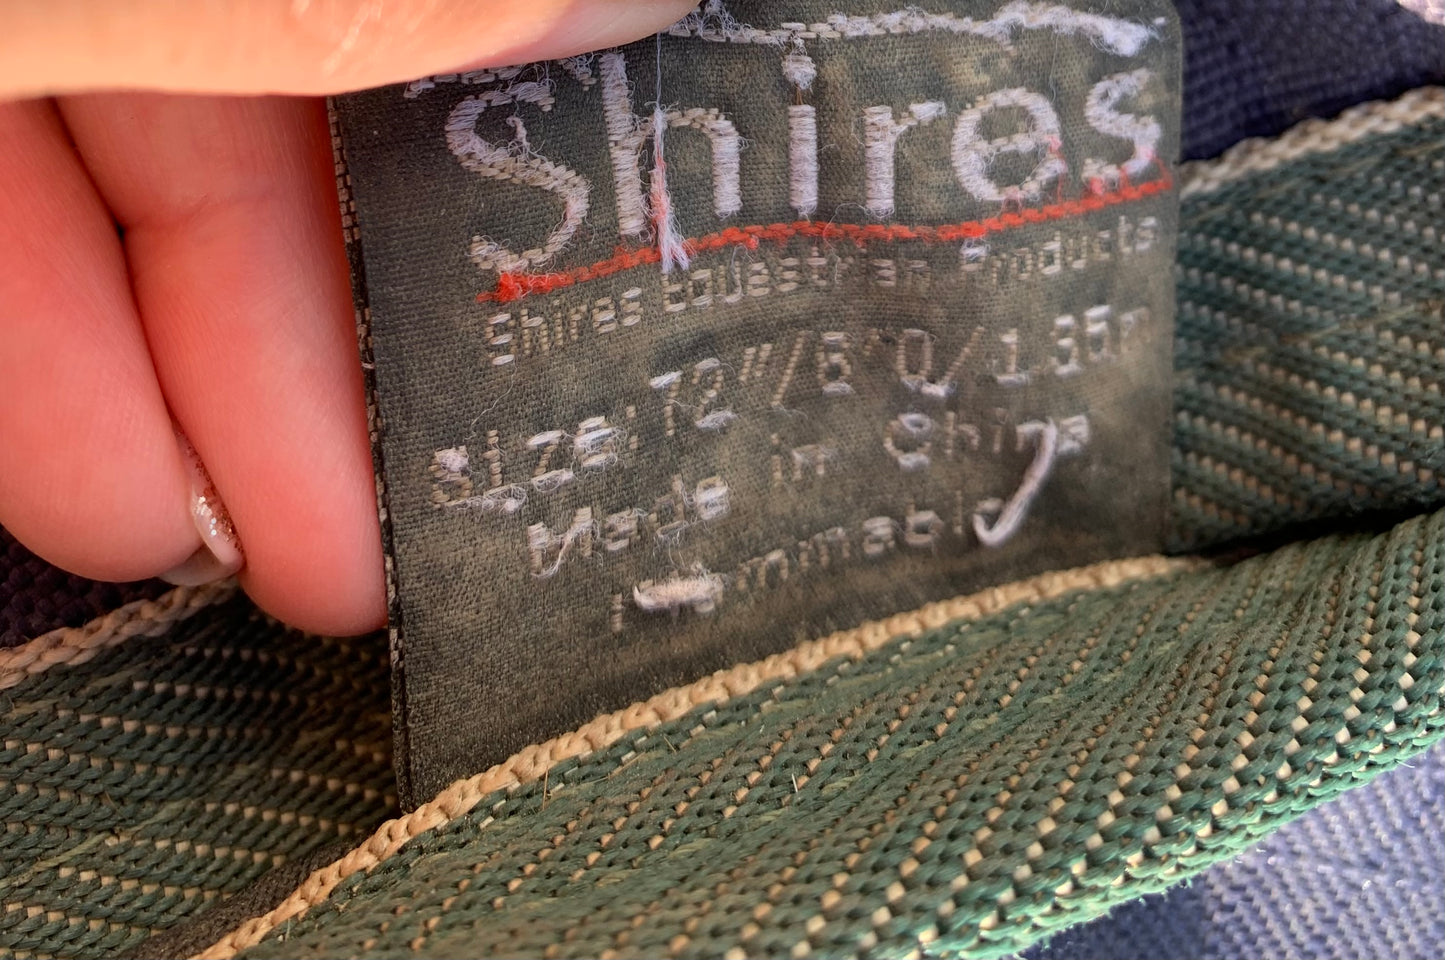 Shires
Shires Equestrian Products
Size: 72"/6'0/1.35m
Made in China